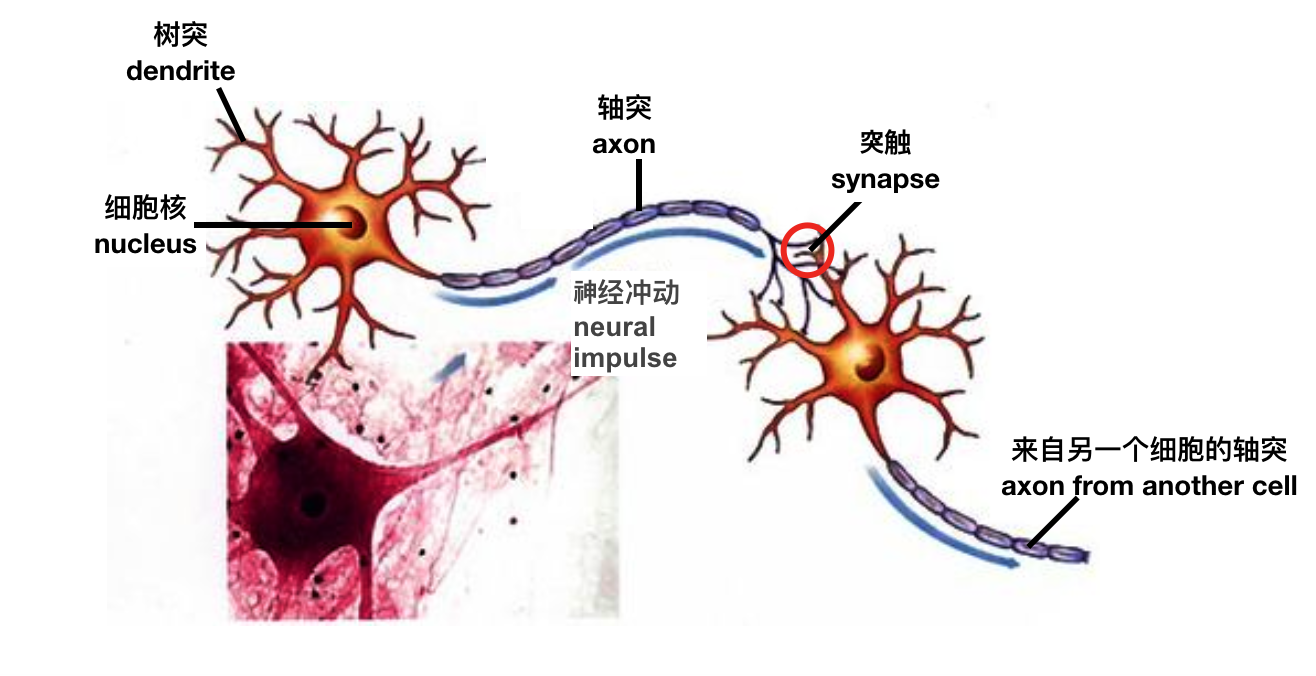 树突
dendrite
轴突
axon
突触
synapse
细胞核
nucleus
神经冲动
neural
impulse
来自另一个细胞的轴突
axon from another cell